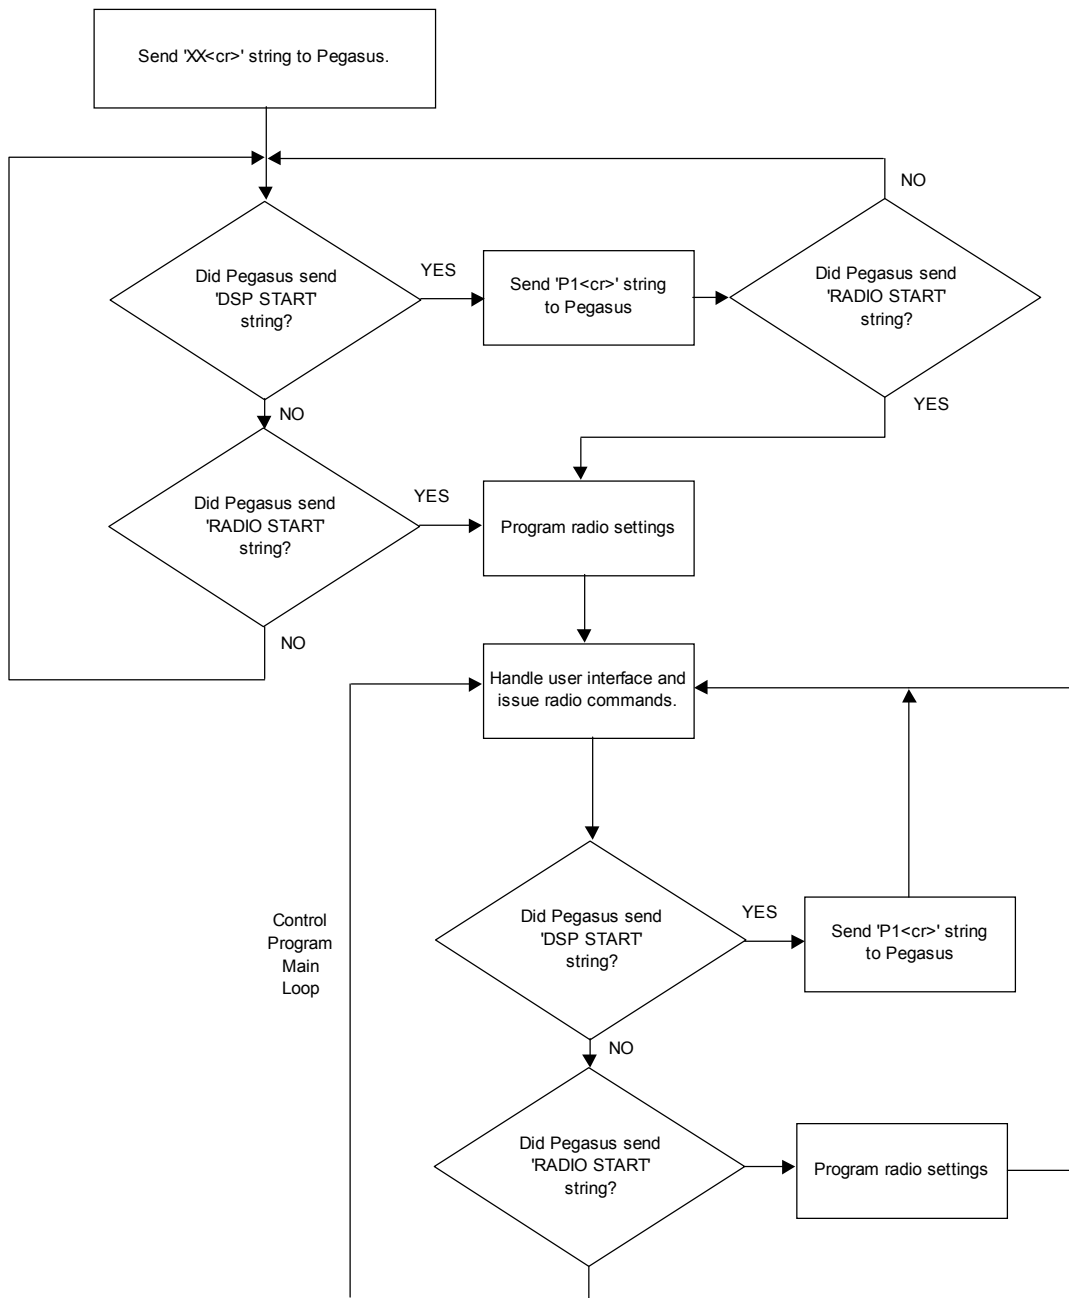 Send 'XX<cr>' string to Pegasus.
NO
Did Pegasus send
'DSP START'
string?
YES
Send 'P1<cr>' string
to Pegasus
Did Pegasus send
'RADIO START'
string?
YES
NO
Did Pegasus send
'RADIO START'
string?
YES
Program radio settings
NO
Handle user interface and
issue radio commands.
Control
Program
Main
Loop
Did Pegasus send
'DSP START'
string?
YES
Send 'P1<cr>' string
to Pegasus
NO
Did Pegasus send
'RADIO START'
string?
Program radio settings